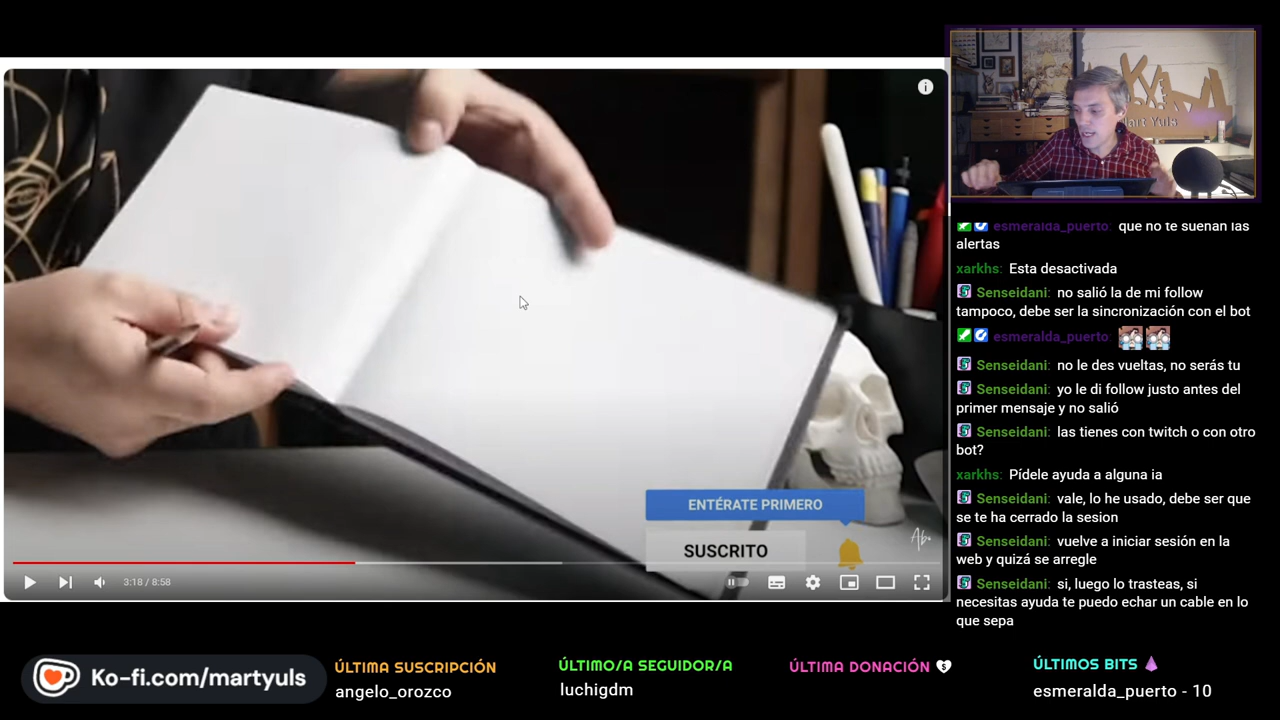 Mart Yuls
esmeralda_puerto: que no te suenan las
alertas
xarkhs: Esta desactivada
Senseidani: no salió la de mi follow
tampoco, debe ser la sincronización con el bot
esmeralda_puerto:
Senseidani: no le des vueltas, no serás tu
Senseidani: yo le di follow justo antes del
primer mensaje y no salió
Senseidani: las tienes con twitch o con otro
bot?
xarkhs: Pídele ayuda a alguna ia
Senseidani: vale, lo he usado, debe ser que
se te ha cerrado la sesion
Senseidani: vuelve a iniciar sesión en la
web y quizá se arregle
Senseidani: si, luego lo trasteas, si
necesitas ayuda te puedo echar un cable en lo
que sepa
ENTÉRATE PRIMERO
SUSCRITO
3:18 / 8:58
Ko-fi.com/martyuls
ÚLTIMA SUSCRIPCIÓN
angelo_orozco
ÚLTIMO/A SEGUIDOR/A
luchigdm
ÚLTIMA DONACIÓN
ÚLTIMOS BITS
esmeralda_puerto - 10